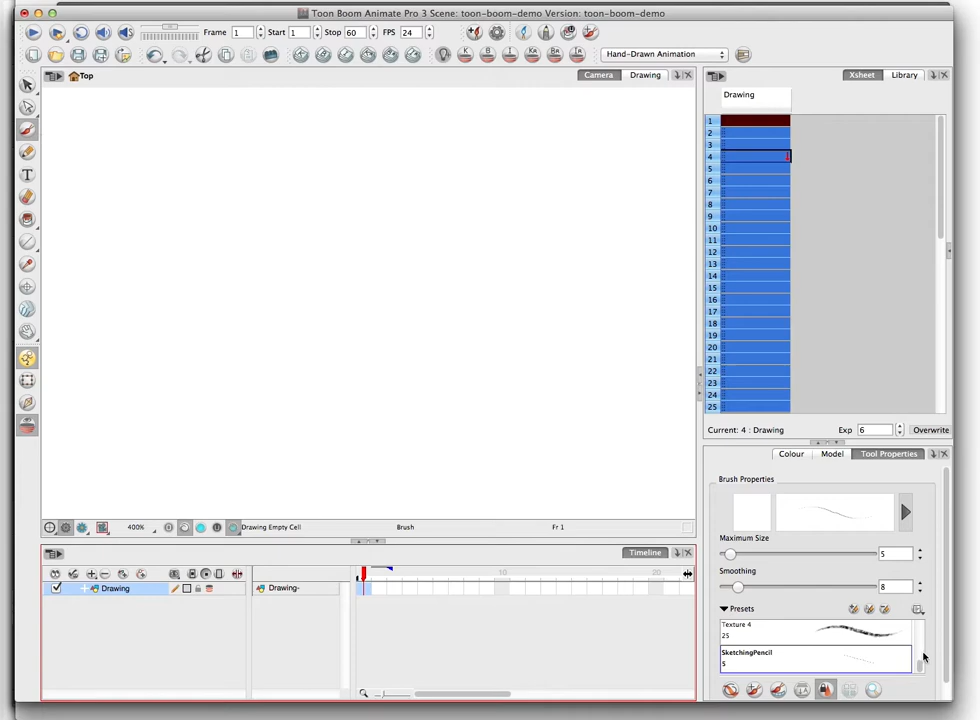 Toon Boom Animate Pro 3 Scene: toon-boom-demo Version: toon-boom-demo
Frame 1 Start 1 Stop 60 FPS 24
Hand-Drawn Animation
Top
Camera Drawing
Xsheet Library
Drawing
1
2
3
4
5
6
7
8
9
10
11
12
13
14
15
16
17
18
19
20
21
22
23
24
25
Current: 4 : Drawing Exp 6 Overwrite
Colour Model Tool Properties
Brush Properties
Maximum Size
5
Smoothing
8
Presets
Texture 4
25
SketchingPencil
5
400% Drawing Empty Cell Brush Fr 1
Timeline
10 20
Drawing Drawing-